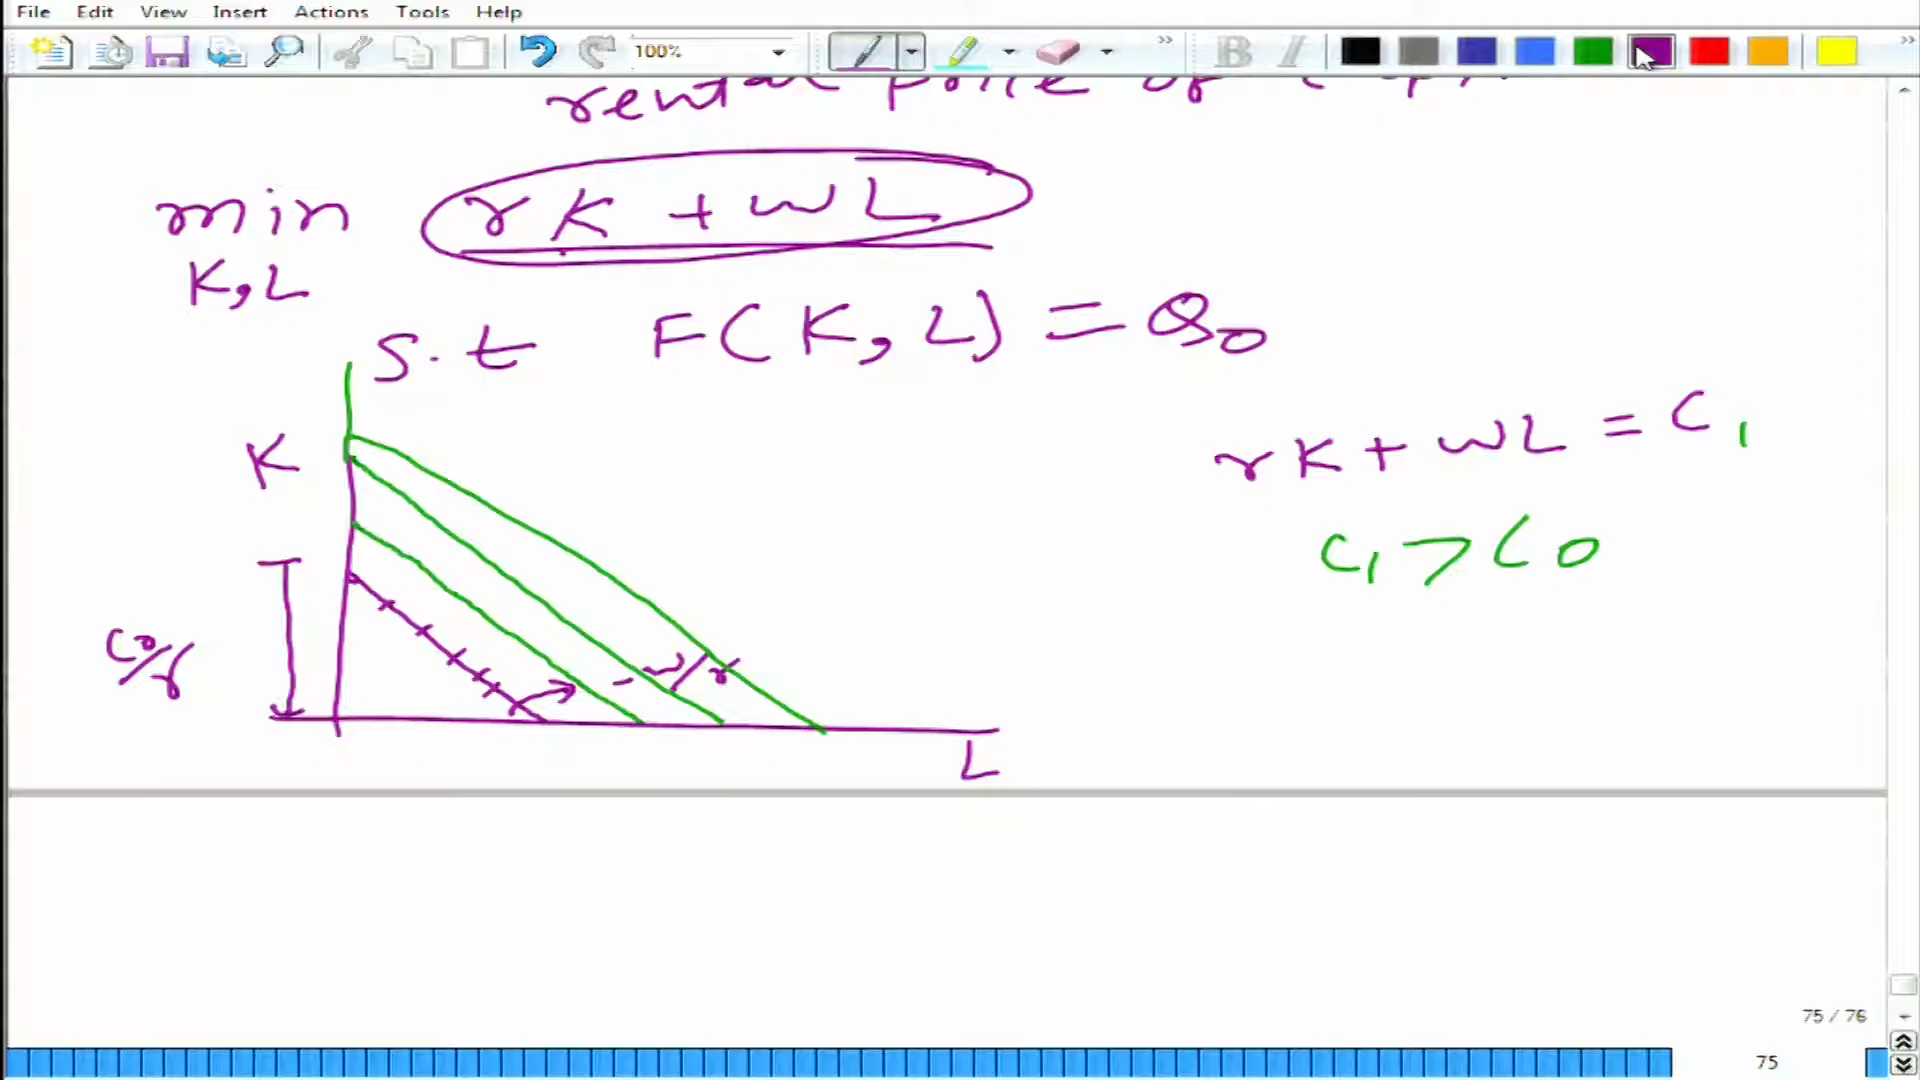 File Edit View Insert Actions Tools Help
100%
B I
rental price of
min rK + wL
K, L
s.t F(K, L) = Q0
K
rK + wL = C1
C1 > C0
C0/r
- w/r
L
75 / 76
75